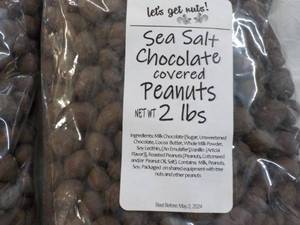 let's get nuts!
Sea Salt
Chocolate
covered
Peanuts
NET WT 2 lbs
Ingredients: Milk Chocolate [Sugar, Unsweetened
Chocolate, Cocoa Butter, Whole Milk Powder,
Soy Lecithin, (An Emulsifier)], Vanillin (Artificial
Flavor)], Roasted Peanuts (Peanuts, Cottonseed
and/or Peanut Oil, Salt). Contains: Milk, Peanuts,
Soy. Packaged on shared equipment with tree
nuts and other peanuts
Best Before: May 2, 2024